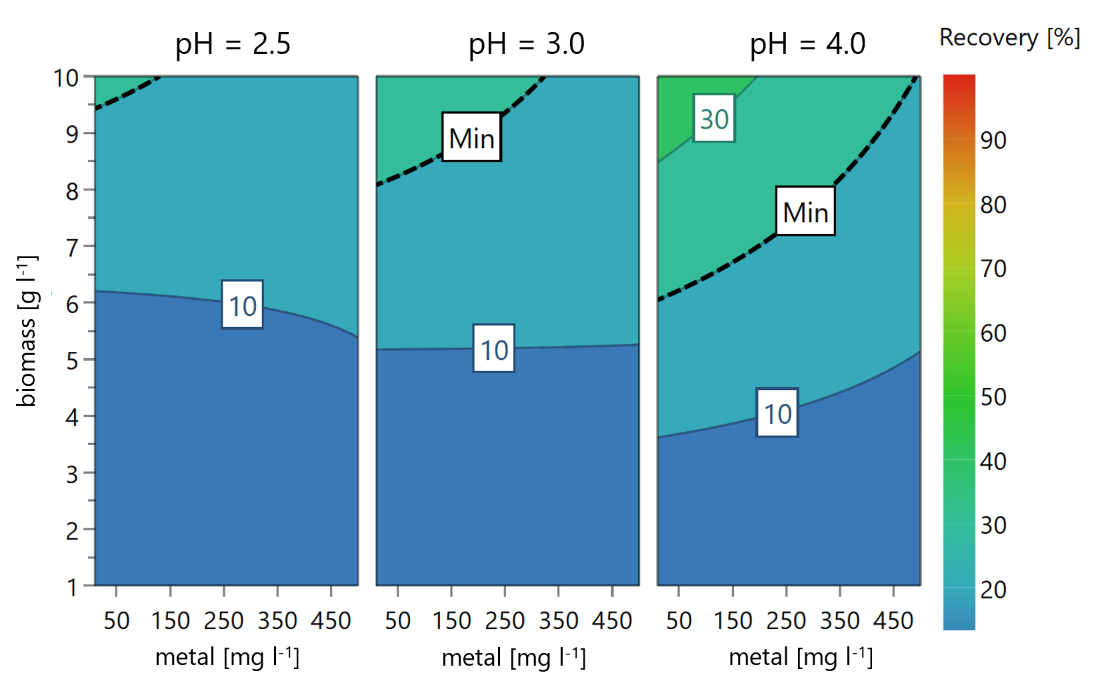 Recovery [%]
pH = 2.5
pH = 3.0
pH = 4.0
10
9
8
7
6
5
4
3
2
1
biomass [g l⁻¹]
10
Min
10
30
Min
10
90
80
70
60
50
40
30
20
50 150 250 350 450
50 150 250 350 450
50 150 250 350 450
metal [mg l⁻¹]
metal [mg l⁻¹]
metal [mg l⁻¹]